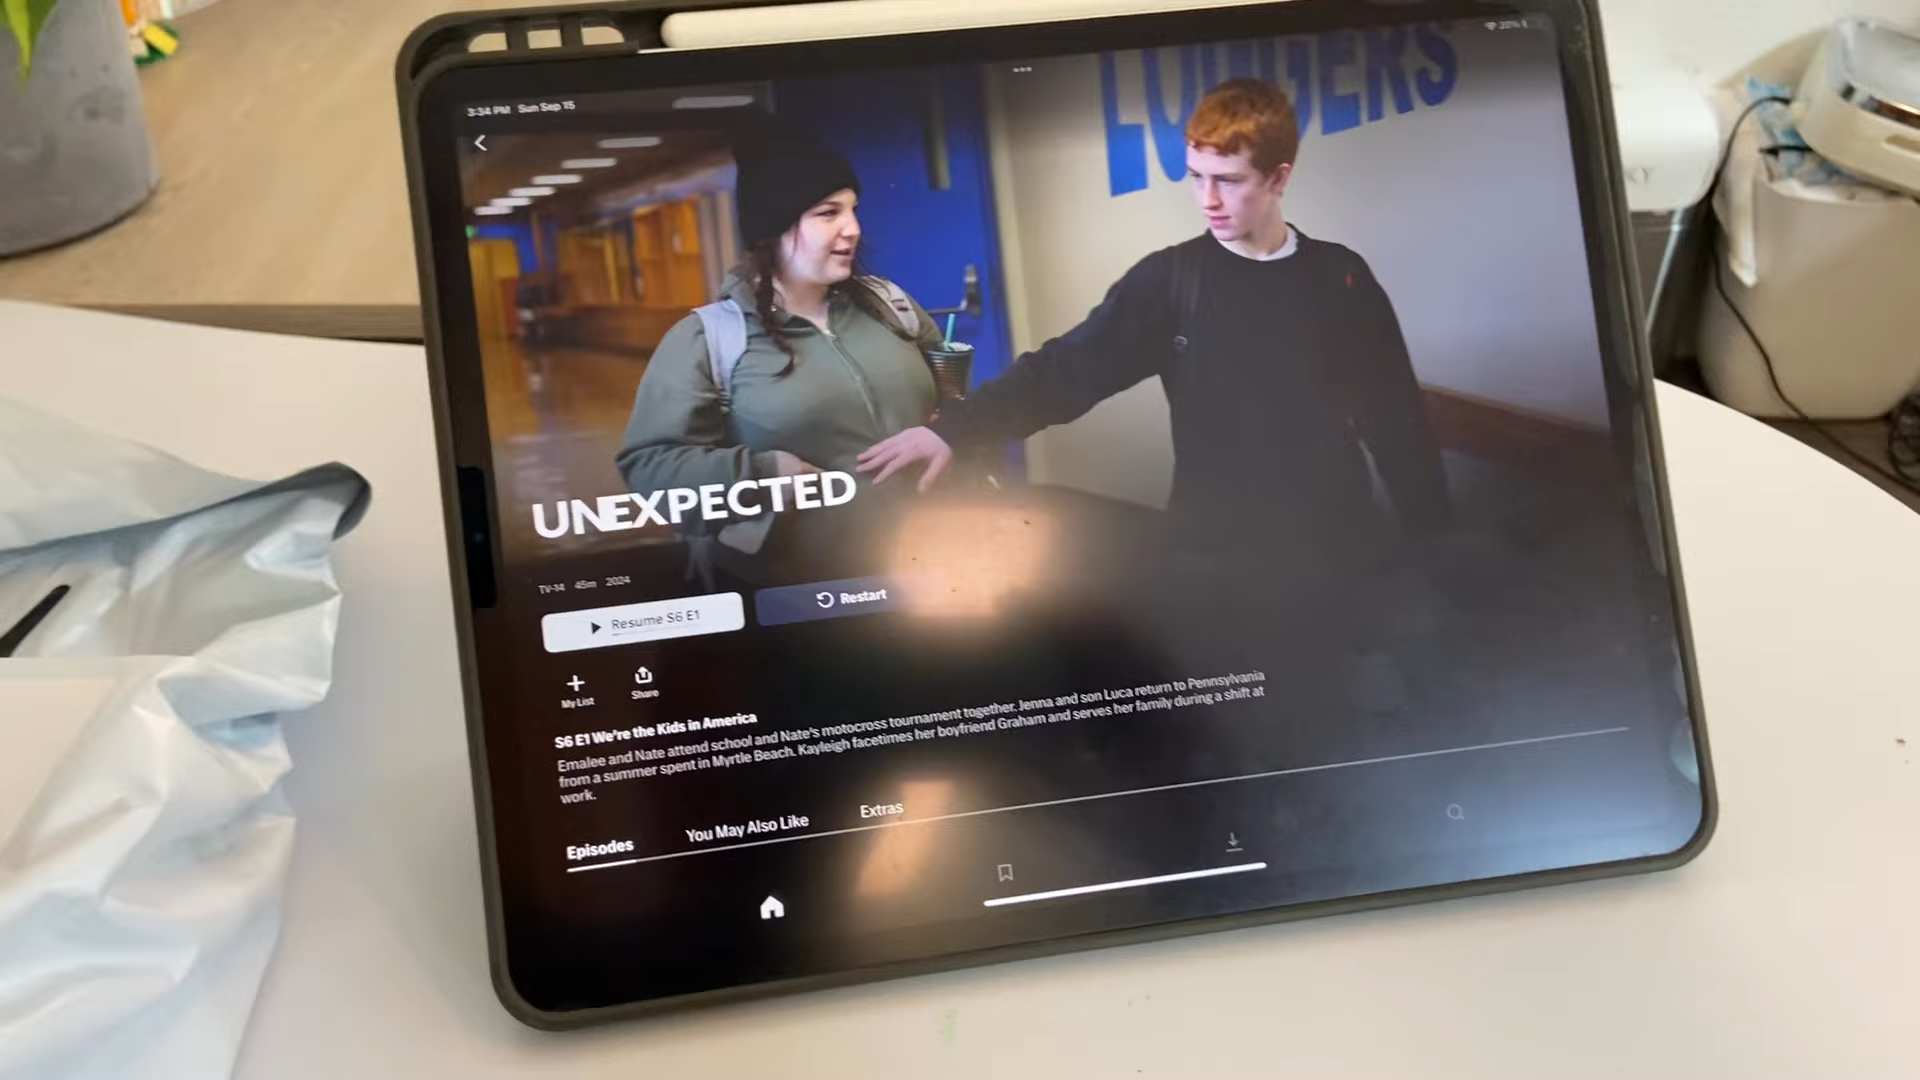 3:34 PM Sun Sep 15
20%
LOGGERS
UNEXPECTED
TV-14 45m 2024
Resume S6 E1
Restart
My List
Share
S6 E1 We're the Kids in America
Emalee and Nate attend school and Nate's motocross tournament together. Jenna and son Luca return to Pennsylvania
from a summer spent in Myrtle Beach. Kayleigh facetimes her boyfriend Graham and serves her family during a shift at
work.
Episodes
You May Also Like
Extras